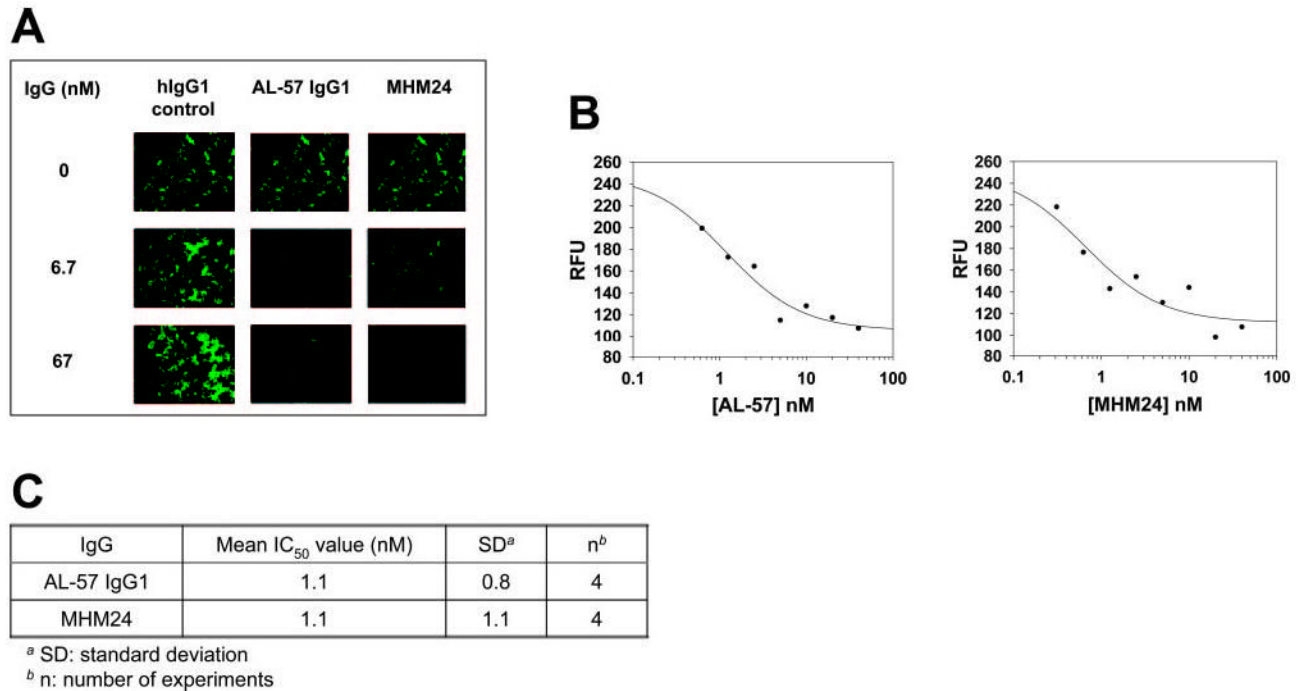 A
IgG (nM) hIgG1 control AL-57 IgG1 MHM24
0
6.7
67
B
260
240
220
200
180
160
140
120
100
80
RFU
0.1 1 10 100
[AL-57] nM
260
240
220
200
180
160
140
120
100
80
RFU
0.1 1 10 100
[MHM24] nM
C
IgG Mean IC50 value (nM) SDa nb
AL-57 IgG1 1.1 0.8 4
MHM24 1.1 1.1 4
a SD: standard deviation
b n: number of experiments